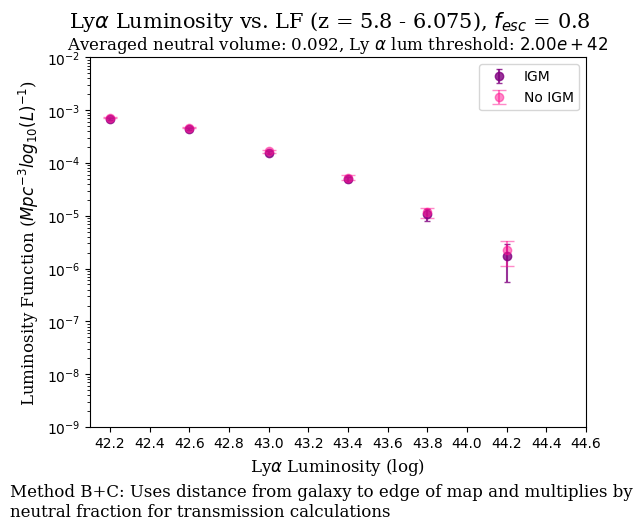 Lyα Luminosity vs. LF (z = 5.8 - 6.075), f_esc = 0.8
Averaged neutral volume: 0.092, Ly α lum threshold: 2.00e + 42
IGM
No IGM
10^−2
10^−3
10^−4
10^−5
10^−6
10^−7
10^−8
10^−9
Luminosity Function (Mpc^−3 log_10(L)^−1)
42.2 42.4 42.6 42.8 43.0 43.2 43.4 43.6 43.8 44.0 44.2 44.4 44.6
Lyα Luminosity (log)
Method B+C: Uses distance from galaxy to edge of map and multiplies by
neutral fraction for transmission calculations